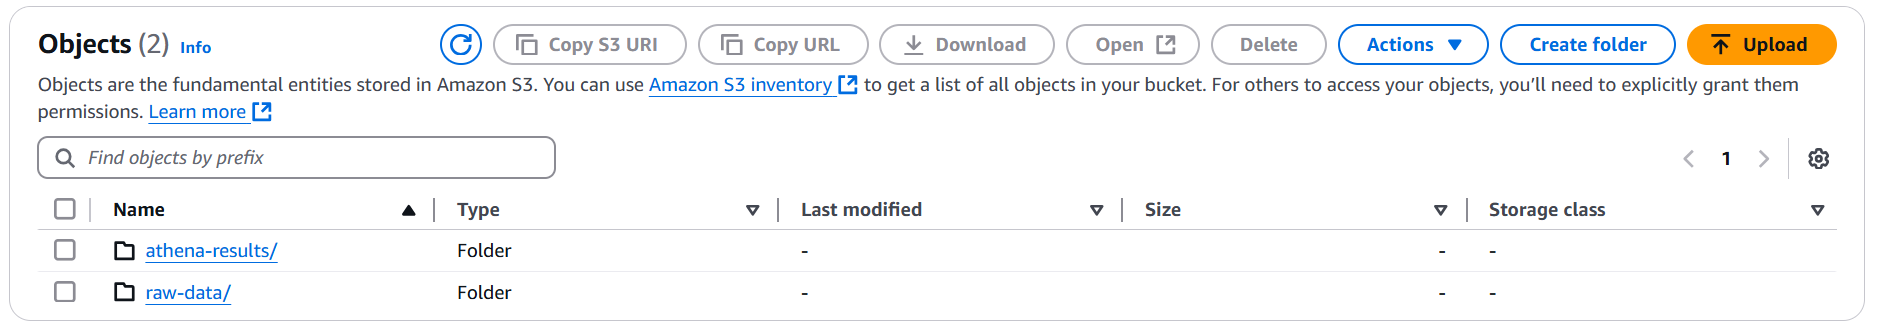 Objects (2) Info
Copy S3 URI
Copy URL
Download
Open
Delete
Actions
Create folder
Upload
Objects are the fundamental entities stored in Amazon S3. You can use Amazon S3 inventory to get a list of all objects in your bucket. For others to access your objects, you’ll need to explicitly grant them
permissions. Learn more
Find objects by prefix
1
Name Type Last modified Size Storage class
athena-results/ Folder - - -
raw-data/ Folder - - -